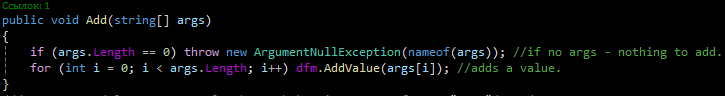 Ссылок: 1
public void Add(string[] args)
{
if (args.Length == 0) throw new ArgumentNullException(nameof(args)); //if no args - nothing to add.
for (int i = 0; i < args.Length; i++) dfm.AddValue(args[i]); //adds a value.
}